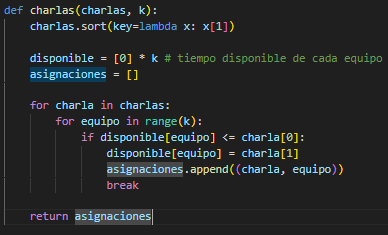 def charlas(charlas, k):
    charlas.sort(key=lambda x: x[1])
    disponible = [0] * k # tiempo disponible de cada equipo
    asignaciones = []
    for charla in charlas:
        for equipo in range(k):
            if disponible[equipo] <= charla[0]:
                disponible[equipo] = charla[1]
                asignaciones.append((charla, equipo))
                break
    return asignaciones